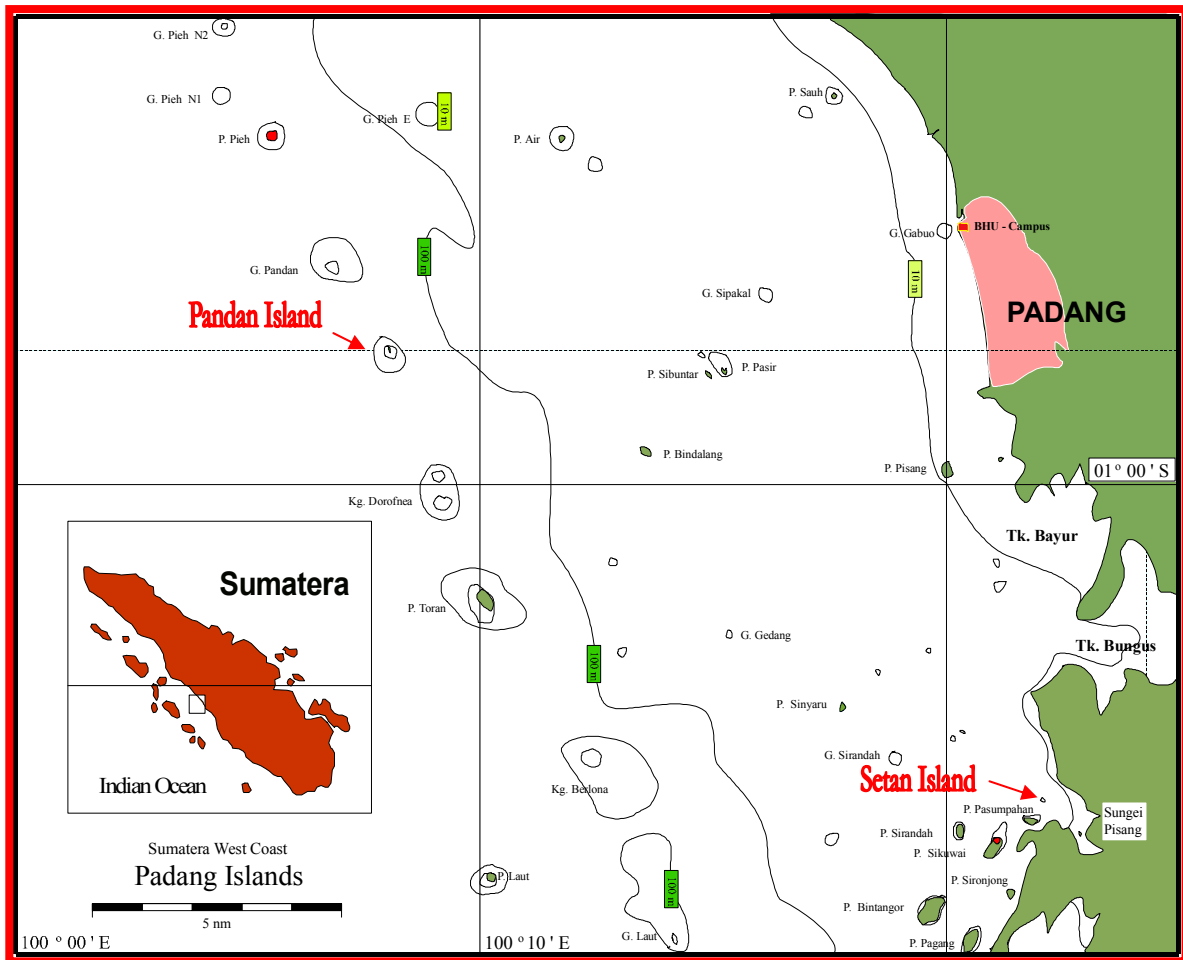 G. Pieh N2
G. Pieh N1
P. Pieh
G. Pieh E
10 m
P. Air
P. Sauh
G. Gabuo
BHU - Campus
G. Pandan
100 m
G. Sipakal
10 m
PADANG
Pandan Island
P. Sibuntar
P. Pasir
P. Bindalang
P. Pisang
01° 00 ' S
Kg. Dorofnea
Tk. Bayur
Sumatera
P. Toran
G. Gedang
Tk. Bungus
100 m
P. Sinyaru
G. Sirandah
Indian Ocean
Kg. Berlona
Setan Island
P. Pasumpahan
Sungei
Pisang
P. Sirandah
P. Sikuwai
Sumatera West Coast
Padang Islands
P. Laut
100 m
P. Sironjong
P. Bintangor
5 nm
G. Laut
P. Pagang
100 ° 00 ' E
100 ° 10 ' E